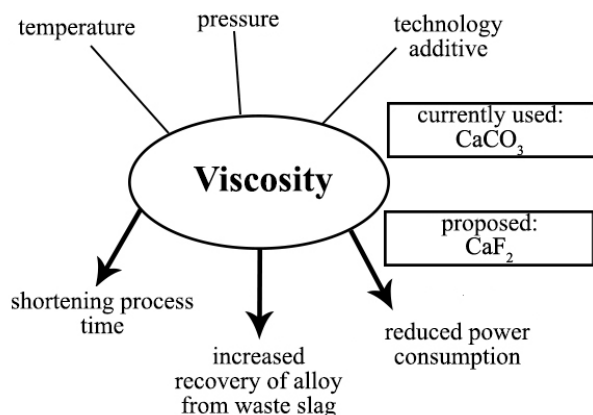 temperature
pressure
technology
additive
currently used:
CaCO₃
Viscosity
proposed:
CaF₂
shortening process
time
increased
recovery of alloy
from waste slag
reduced power
consumption